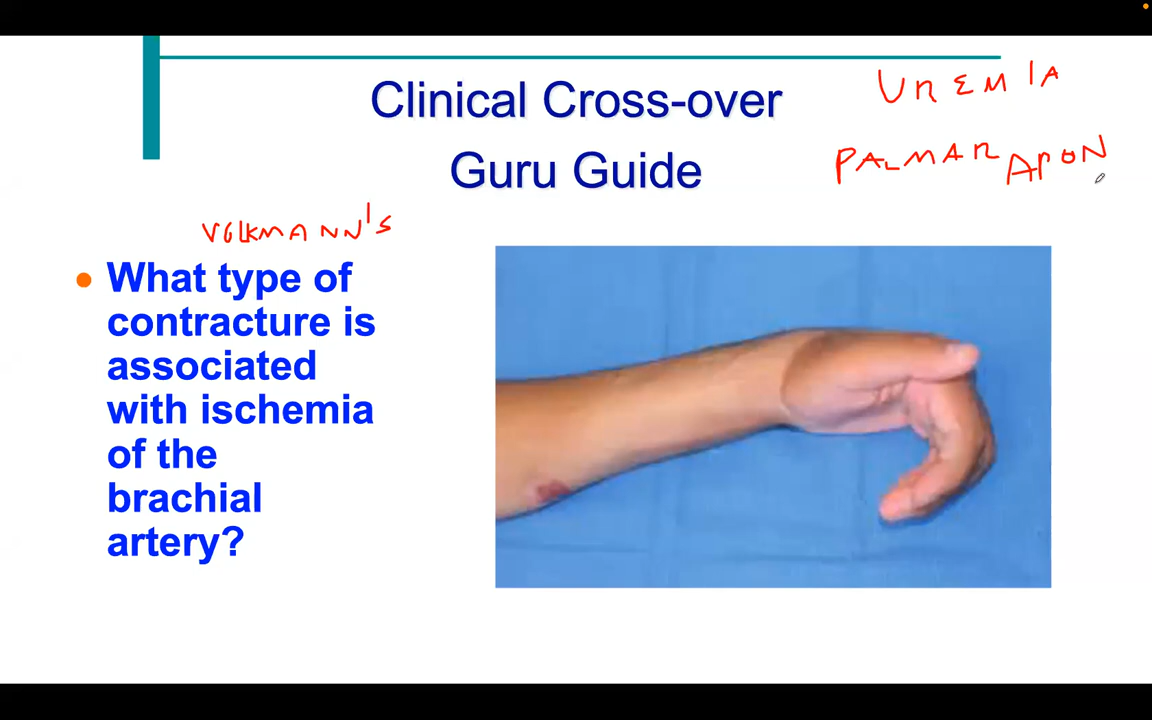 Clinical Cross-over
Guru Guide
UREMIA
PALMAR APON
VOLKMANN'S
What type of
contracture is
associated
with ischemia
of the
brachial
artery?